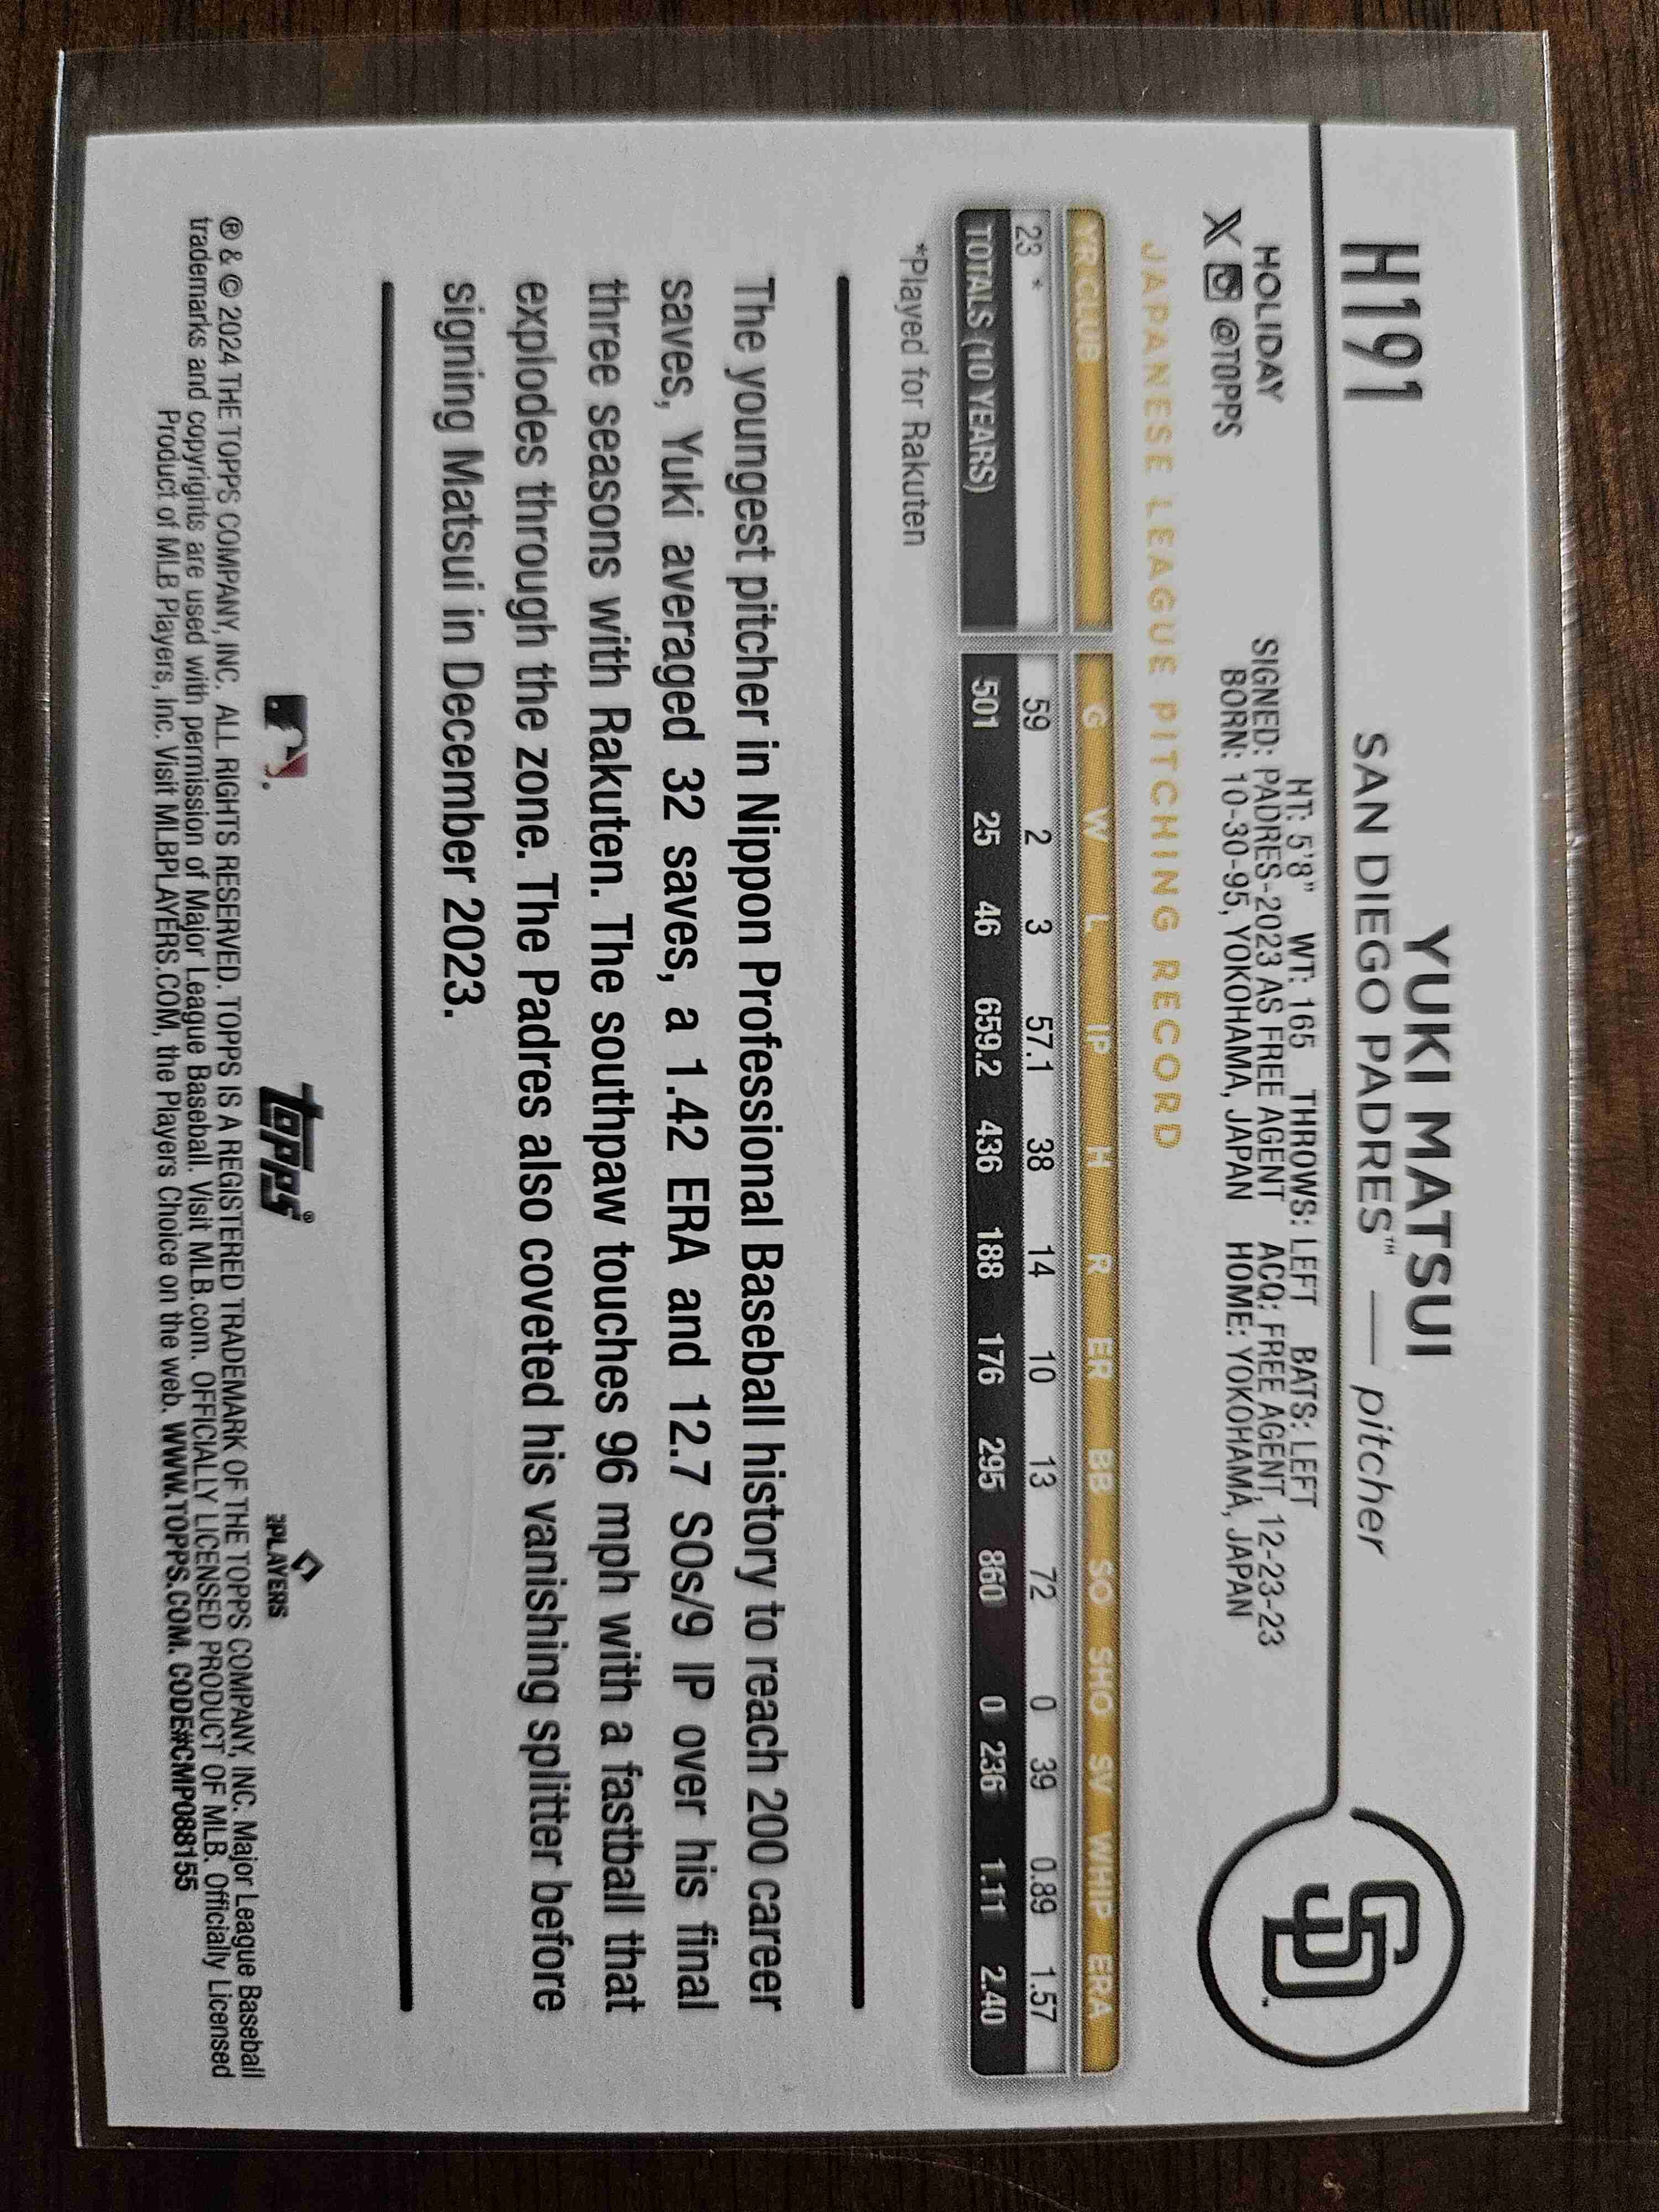 H191
YUKI MATSUI
SAN DIEGO PADRES™ — pitcher
SD™
HOLIDAY
X @TOPPS
HT: 5'8" WT: 165 THROWS: LEFT BATS: LEFT
SIGNED: PADRES-2023 AS FREE AGENT ACQ: FREE AGENT, 12-23-23
BORN: 10-30-95, YOKOHAMA, JAPAN HOME: YOKOHAMA, JAPAN
JAPANESE LEAGUE PITCHING RECORD
YR CLUB G W L IP H R ER BB SO SHO SV WHIP ERA
23 * 59 2 3 57.1 38 14 10 13 72 0 39 0.89 1.57
TOTALS (10 YEARS) 501 25 46 659.2 436 188 176 295 860 0 236 1.11 2.40
*Played for Rakuten
The youngest pitcher in Nippon Professional Baseball history to reach 200 career
saves, Yuki averaged 32 saves, a 1.42 ERA and 12.7 SOs/9 IP over his final
three seasons with Rakuten. The southpaw touches 96 mph with a fastball that
explodes through the zone. The Padres also coveted his vanishing splitter before
signing Matsui in December 2023.
topps®
PLAYERS
® & © 2024 THE TOPPS COMPANY, INC. ALL RIGHTS RESERVED. TOPPS IS A REGISTERED TRADEMARK OF THE TOPPS COMPANY, INC. Major League Baseball
trademarks and copyrights are used with permission of Major League Baseball. Visit MLB.com. OFFICIALLY LICENSED PRODUCT OF MLB. Officially Licensed
Product of MLB Players, Inc. Visit MLBPLAYERS.COM, the Players Choice on the web. WWW.TOPPS.COM. CODE#CMP088155